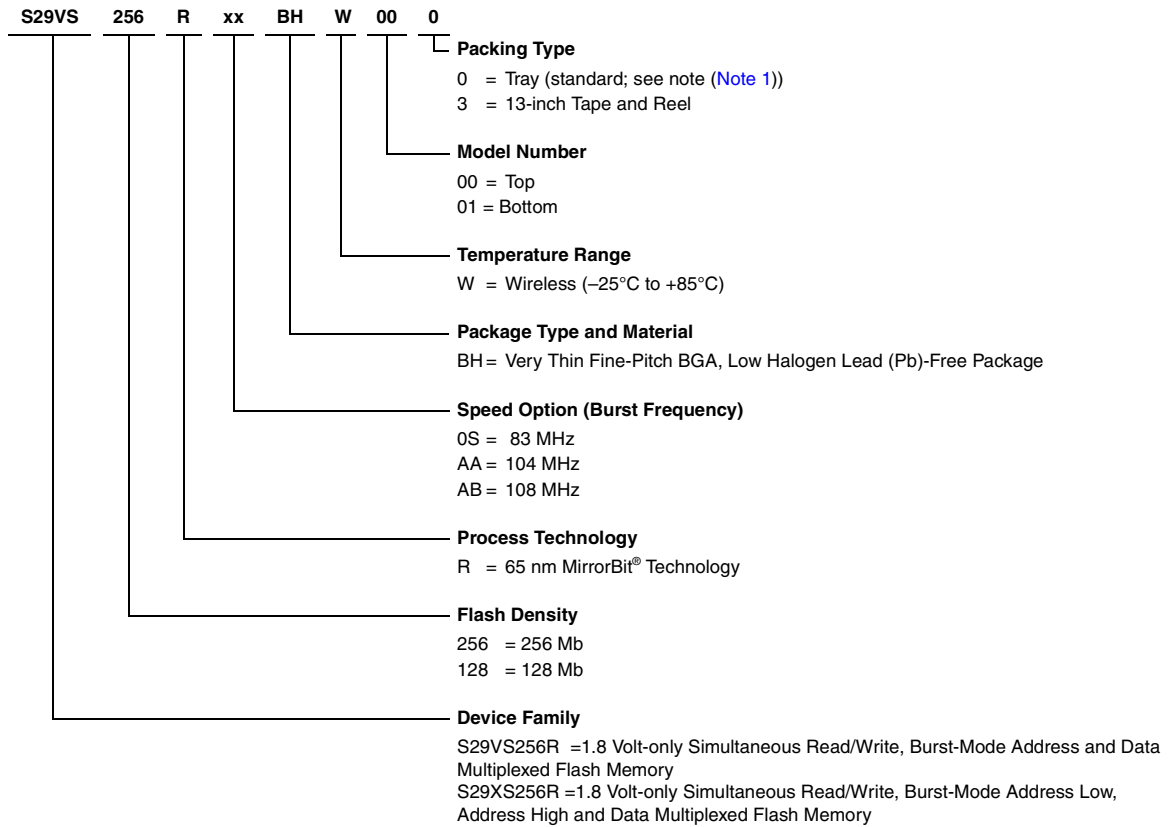 S29VS 256 R xx BH W 00 0
Packing Type
0 = Tray (standard; see note (Note 1))
3 = 13-inch Tape and Reel
Model Number
00 = Top
01 = Bottom
Temperature Range
W = Wireless (–25°C to +85°C)
Package Type and Material
BH = Very Thin Fine-Pitch BGA, Low Halogen Lead (Pb)-Free Package
Speed Option (Burst Frequency)
0S = 83 MHz
AA = 104 MHz
AB = 108 MHz
Process Technology
R = 65 nm MirrorBit® Technology
Flash Density
256 = 256 Mb
128 = 128 Mb
Device Family
S29VS256R =1.8 Volt-only Simultaneous Read/Write, Burst-Mode Address and Data
Multiplexed Flash Memory
S29XS256R =1.8 Volt-only Simultaneous Read/Write, Burst-Mode Address Low,
Address High and Data Multiplexed Flash Memory